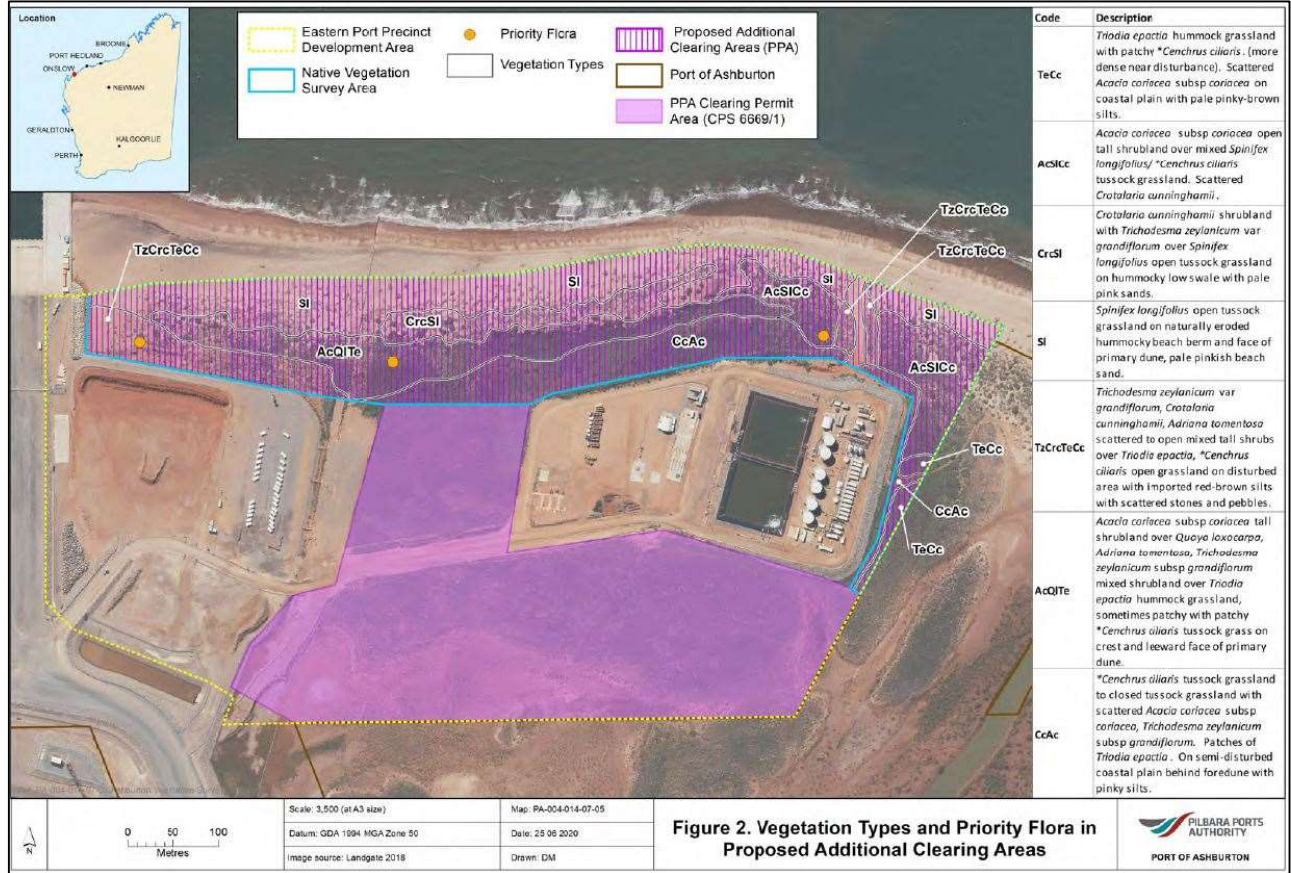 Location
BROOME
PORT HEDLAND
ONSLOW
NEWMAN
GERALDTON
KALGOORLIE
PERTH
Eastern Port Precinct
Development Area
Native Vegetation
Survey Area
Priority Flora
Vegetation Types
Proposed Additional
Clearing Areas (PPA)
Port of Ashburton
PPA Clearing Permit
Area (CPS 6669/1)
TzCrcTeCc
TzCrcTeCc
TzCrcTeCc
Sl
Sl
Sl
Sl
AcSlCc
CrcSl
CcAc
AcQlTe
AcSlCc
TeCc
CcAc
TeCc
Code Description
TeCc
Triodia epactia hummock grassland
with patchy *Cenchrus ciliaris. (more
dense near disturbance). Scattered
Acacia coriacea subsp coriacea on
coastal plain with pale pinky-brown
silts.
AcSlCc
Acacia coriacea subsp coriacea open
tall shrubland over mixed Spinifex
longifolius/ *Cenchrus ciliaris
tussock grassland. Scattered
Crotalaria cunninghamii.
CrcSl
Crotalaria cunninghamii shrubland
with Trichodesma zeylanicum var
grandiflorum over Spinifex
longifolius open tussock grassland
on hummocky low swale with pale
pink sands.
Sl
Spinifex longifolius open tussock
grassland on naturally eroded
hummocky beach berm and face of
primary dune, pale pinkish beach
sand.
TzCrcTeCc
Trichodesma zeylanicum var
grandiflorum, Crotalaria
cunninghamii, Adriana tomentosa
scattered to open mixed tall shrubs
over Triodia epactia, *Cenchrus
ciliaris open grassland on disturbed
area with imported red-brown silts
with scattered stones and pebbles.
AcQlTe
Acacia coriacea subsp coriacea tall
shrubland over Quoya loxocarpa,
Adriana tomentosa, Trichodesma
zeylanicum subsp grandiflorum
mixed shrubland over Triodia
epactia hummock grassland,
sometimes patchy with patchy
*Cenchrus ciliaris tussock grass on
crest and leeward face of primary
dune.
CcAc
*Cenchrus ciliaris tussock grassland
to closed tussock grassland with
scattered Acacia coriacea subsp
coriacea, Trichodesma zeylanicum
subsp grandiflorum. Patches of
Triodia epactia. On semi-disturbed
coastal plain behind foredune with
pinky silts.
N
0 50 100
Metres
Scale: 3,500 (at A3 size)
Datum: GDA 1994 MGA Zone 50
Image source: Landgate 2018
Map: PA-004-014-07-05
Date: 25 06 2020
Drawn: DM
Figure 2. Vegetation Types and Priority Flora in
Proposed Additional Clearing Areas
PILBARA PORTS
AUTHORITY
PORT OF ASHBURTON